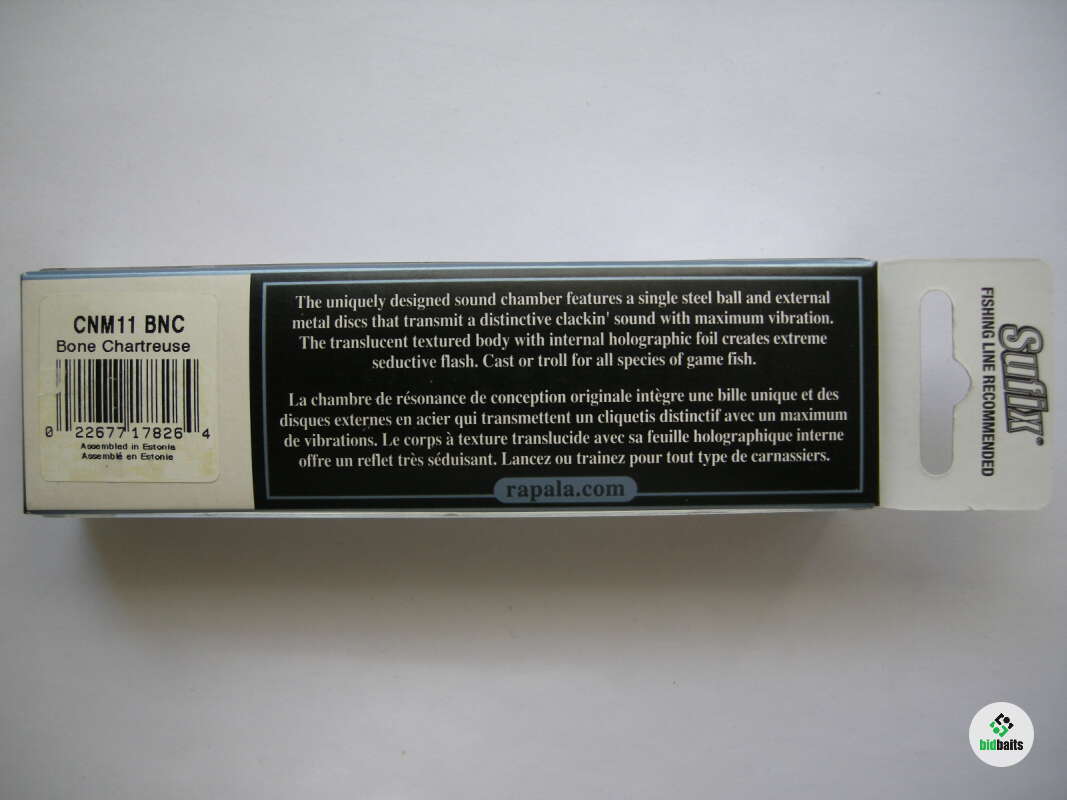 CNM11 BNC
Bone Chartreuse
0 22677 17826 4
Assembled in Estonia
Assemblé en Estonie
The uniquely designed sound chamber features a single steel ball and external
metal discs that transmit a distinctive clackin' sound with maximum vibration.
The translucent textured body with internal holographic foil creates extreme
seductive flash. Cast or troll for all species of game fish.
La chambre de résonance de conception originale intègre une bille unique et des
disques externes en acier qui transmettent un cliquetis distinctif avec un maximum
de vibrations. Le corps à texture translucide avec sa feuille holographique interne
offre un reflet très séduisant. Lancez ou trainez pour tout type de carnassiers.
rapala.com
Sufix®
FISHING LINE RECOMMENDED
bidbaits